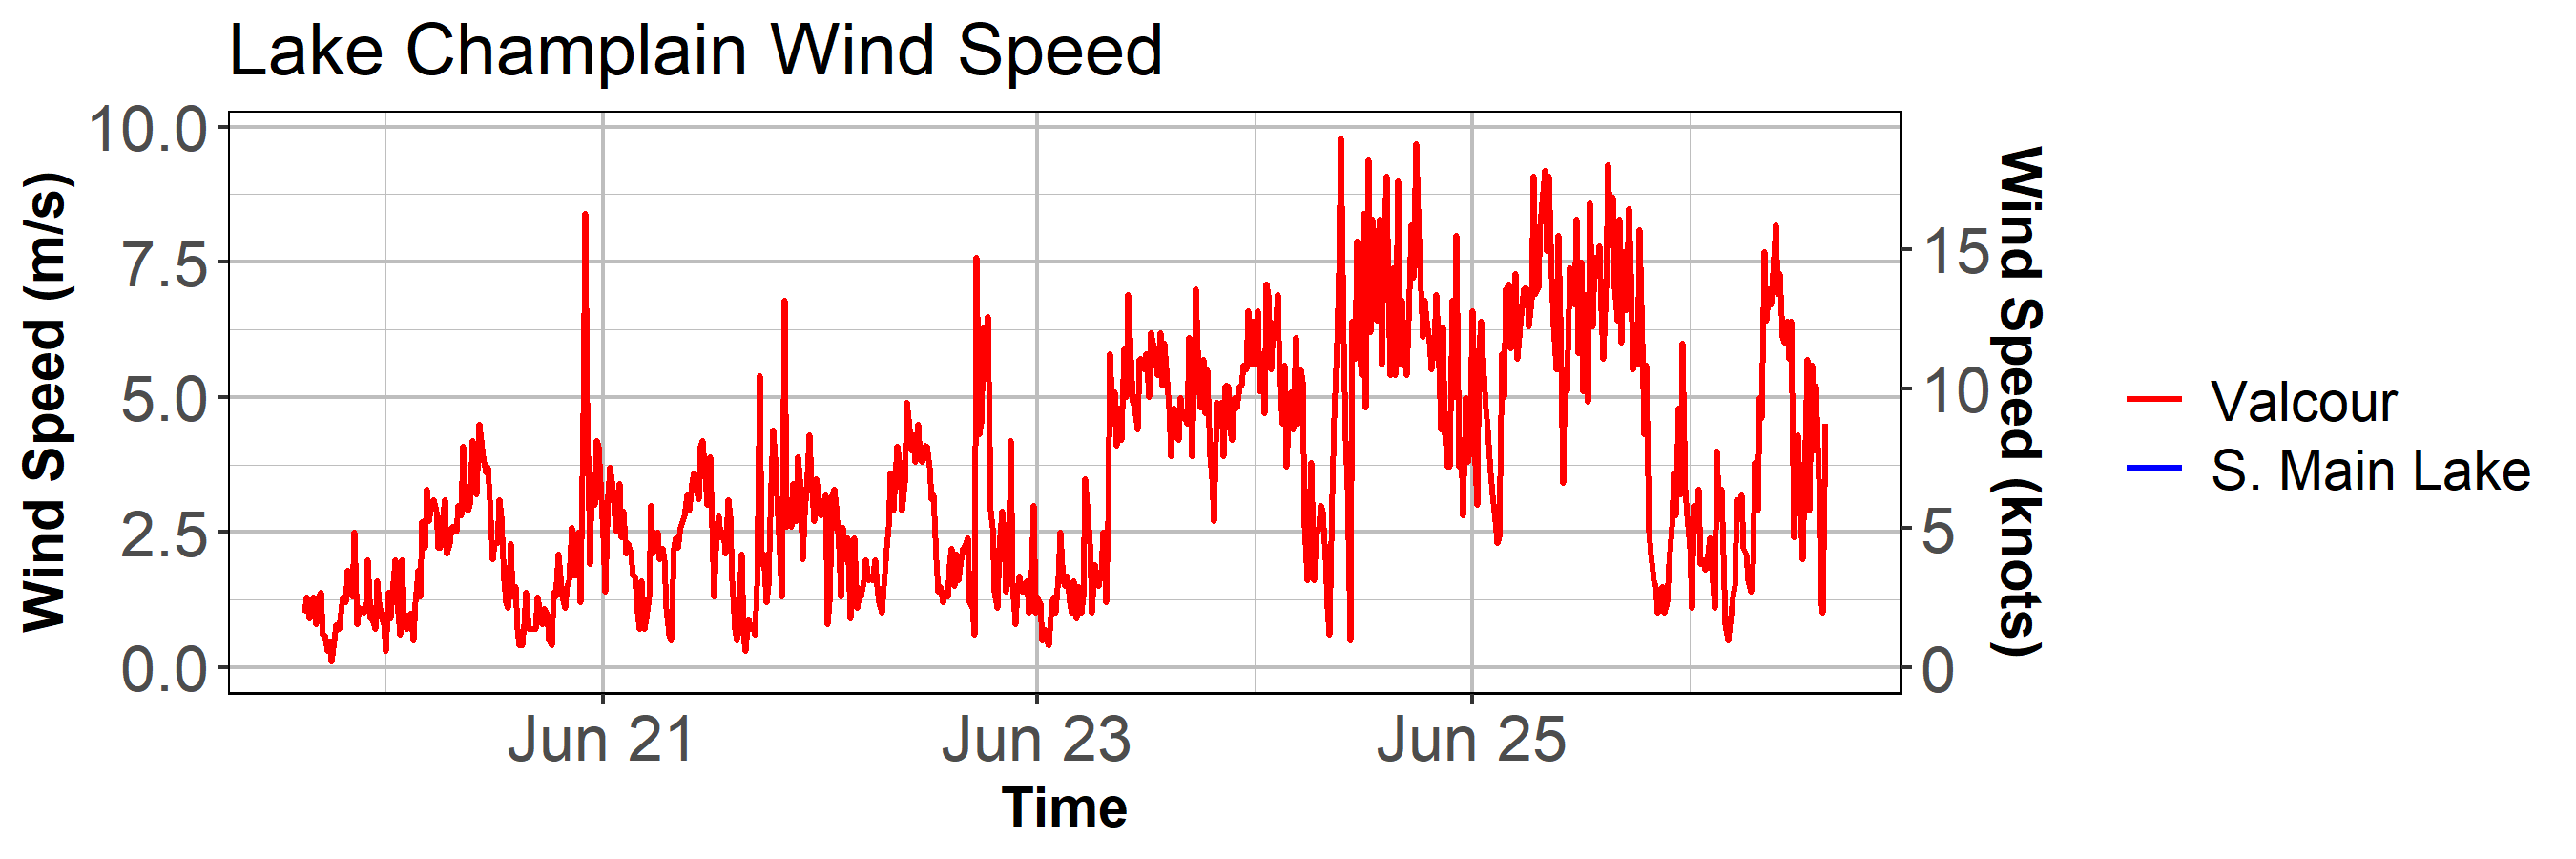 Lake Champlain Wind Speed
10.0
7.5
5.0
2.5
0.0
Wind Speed (m/s)
15
10
5
0
Wind Speed (knots)
Jun 21
Jun 23
Jun 25
Time
Valcour
S. Main Lake